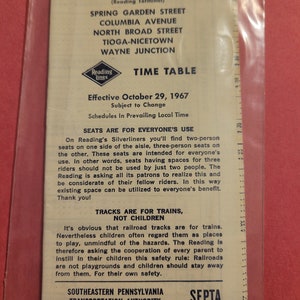 (Reading Terminal)
SPRING GARDEN STREET
COLUMBIA AVENUE
NORTH BROAD STREET
TIOGA-NICETOWN
WAYNE JUNCTION
Reading Lines
TIME TABLE
Effective October 29, 1967
Subject to Change
Schedules In Prevailing Local Time
SEATS ARE FOR EVERYONE'S USE
On Reading's Silverliners you'll find two-person
seats on one side of the aisle, three-person seats on
the other. These seats are intended for everyone's use.
In other words, seats having spaces for three
riders should not be used by just two people. The
Reading is asking all its patrons to realize this and
be considerate of their fellow riders. In this way
existing space can be utilized to everyone's benefit.
Thank you!
TRACKS ARE FOR TRAINS,
NOT CHILDREN
It's obvious that railroad tracks are for trains.
Nevertheless children often regard them as places to
play, unmindful of the hazards. The Reading is
therefore asking the cooperation of every parent to
instill in their children this safety rule: Railroads
are not playgrounds and children should stay away
from them. For their own safety.
SOUTHEASTERN PENNSYLVANIA
TRANSPORTATION AUTHORITY
SEPTA